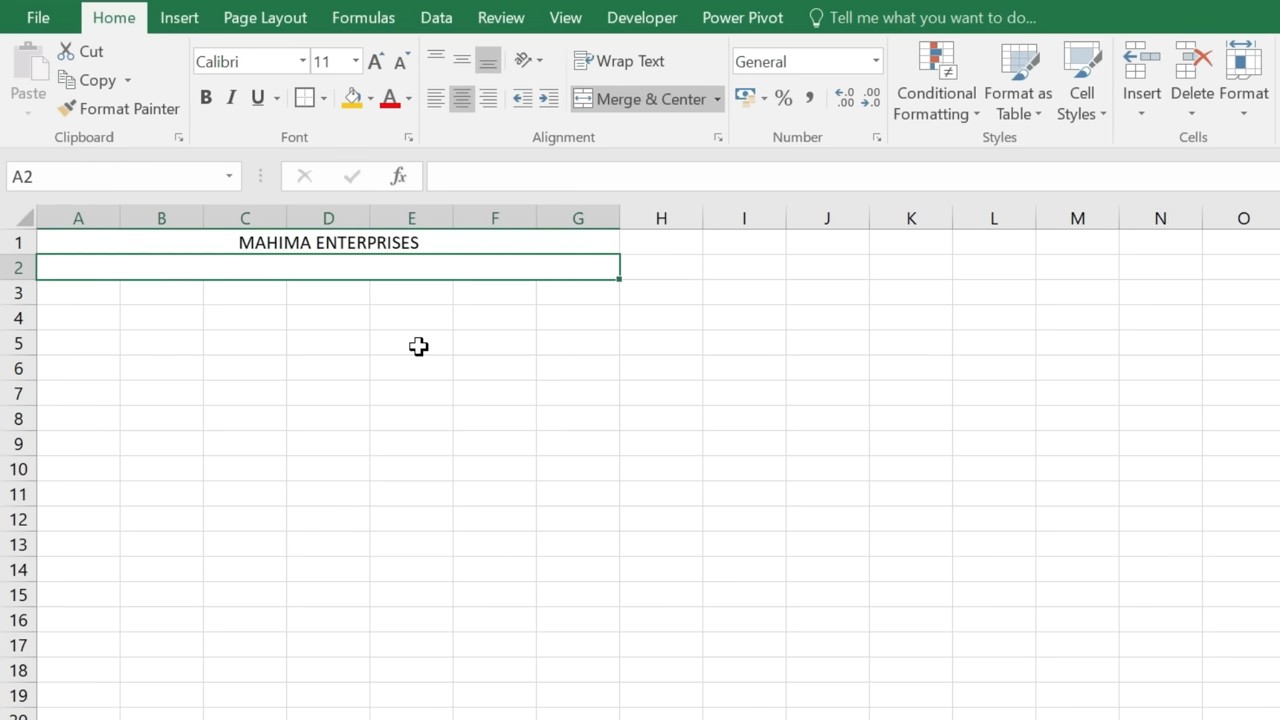 File Home Insert Page Layout Formulas Data Review View Developer Power Pivot Tell me what you want to do...
Paste Cut Copy Format Painter
Clipboard
Calibri 11
B I U A
Font
Wrap Text
Merge & Center
Alignment
General
% , .00
Number
Conditional Formatting Format as Table Cell Styles
Styles
Insert Delete Format
Cells
A2 fx
A B C D E F G H I J K L M N O
1 MAHIMA ENTERPRISES
2
3
4
5
6
7
8
9
10
11
12
13
14
15
16
17
18
19
20